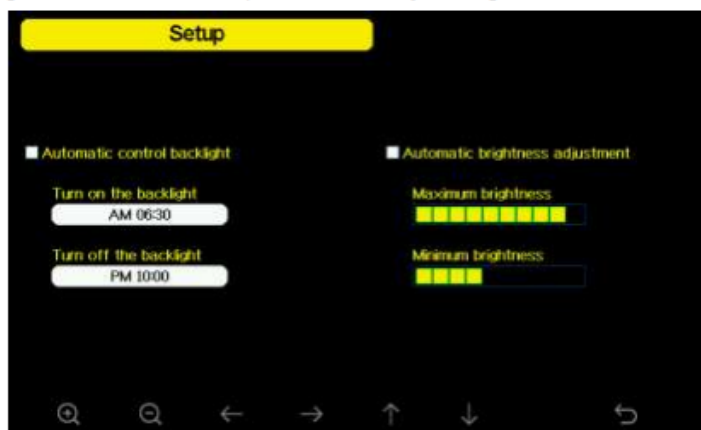 Setup
Automatic control backlight
Turn on the backlight
AM 06:30
Turn off the backlight
PM 10:00
Automatic brightness adjustment
Maximum brightness
Minimum brightness